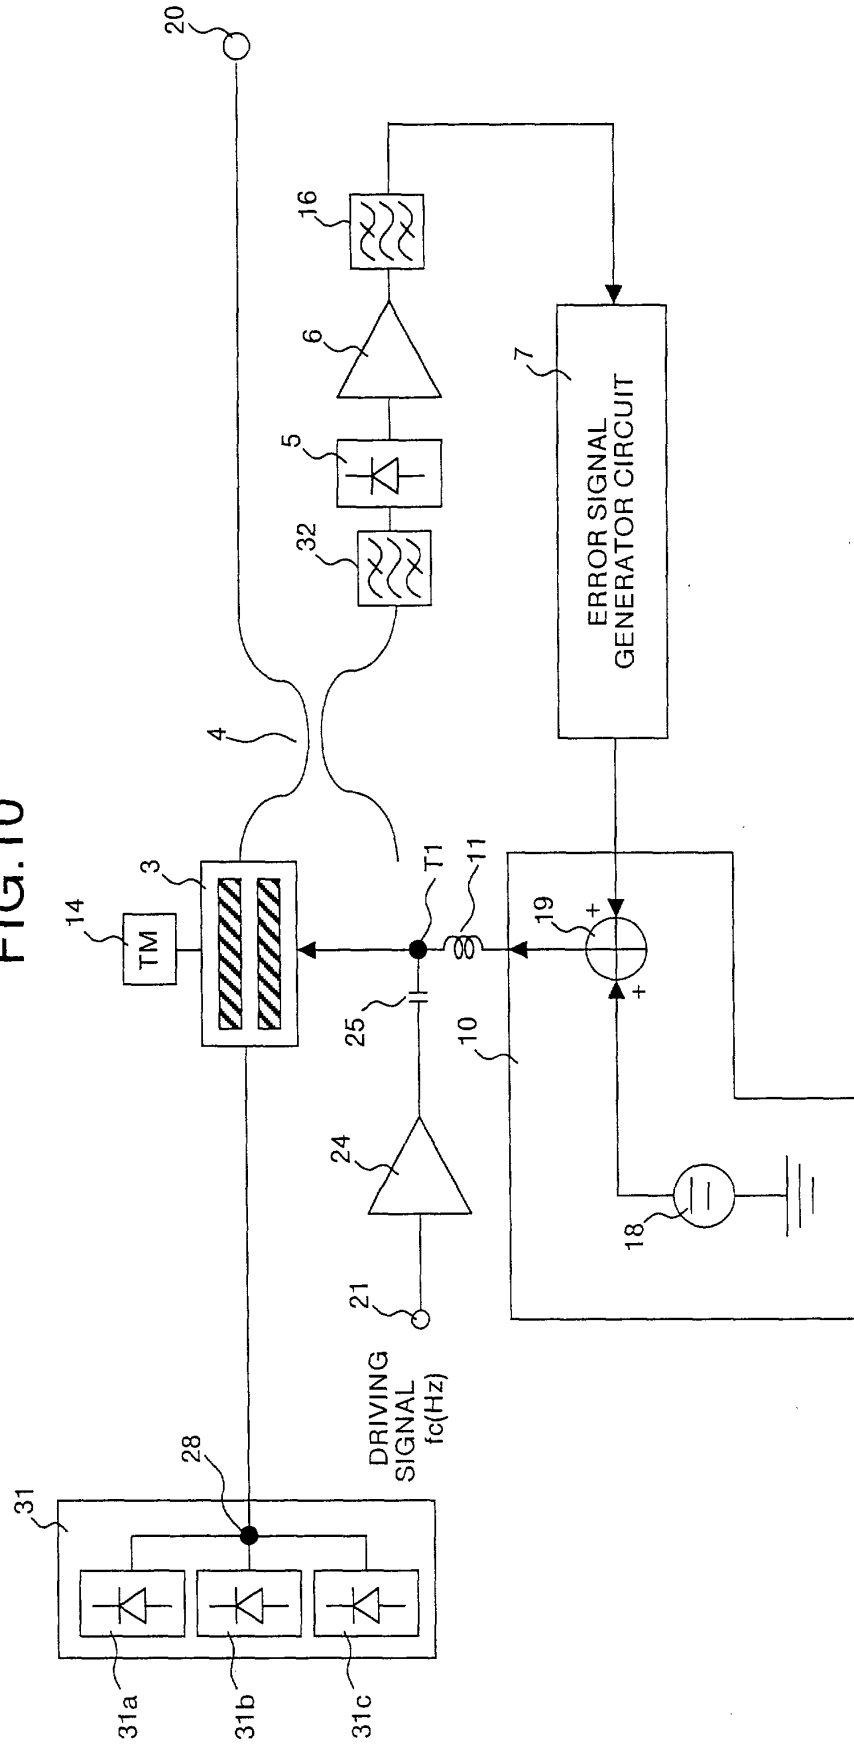 FIG.10
20
16
6
5
32
4
3
14
TM
T1
11
25
24
21
DRIVING
SIGNAL
fc(Hz)
28
31
31a
31b
31c
7
ERROR SIGNAL
GENERATOR CIRCUIT
19
+
+
10
18